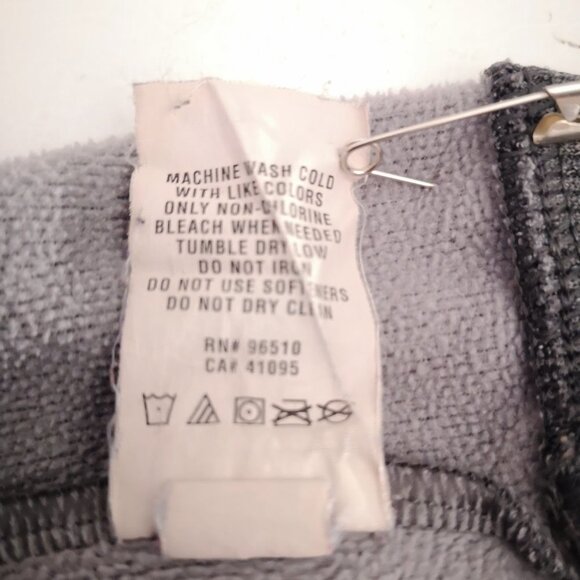 MACHINE WASH COLD
WITH LIKE COLORS
ONLY NON-CHLORINE
BLEACH WHEN NEEDED
TUMBLE DRY LOW
DO NOT IRON
DO NOT USE SOFTENERS
DO NOT DRY CLEAN
RN# 96510
CA# 41095